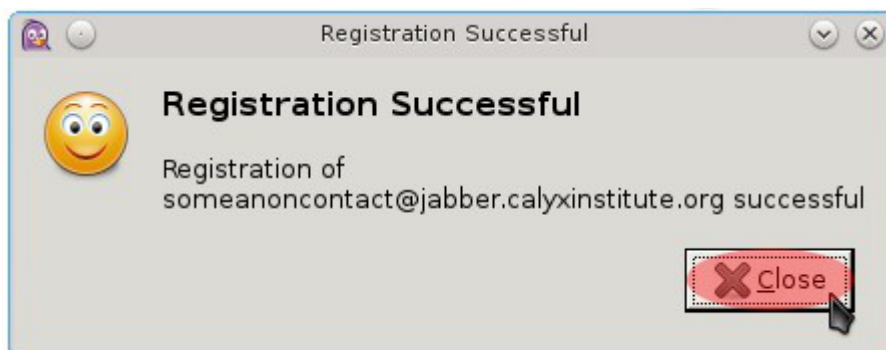 Registration Successful
Registration Successful
Registration of
someanoncontact@jabber.calyxinstitute.org successful
Close